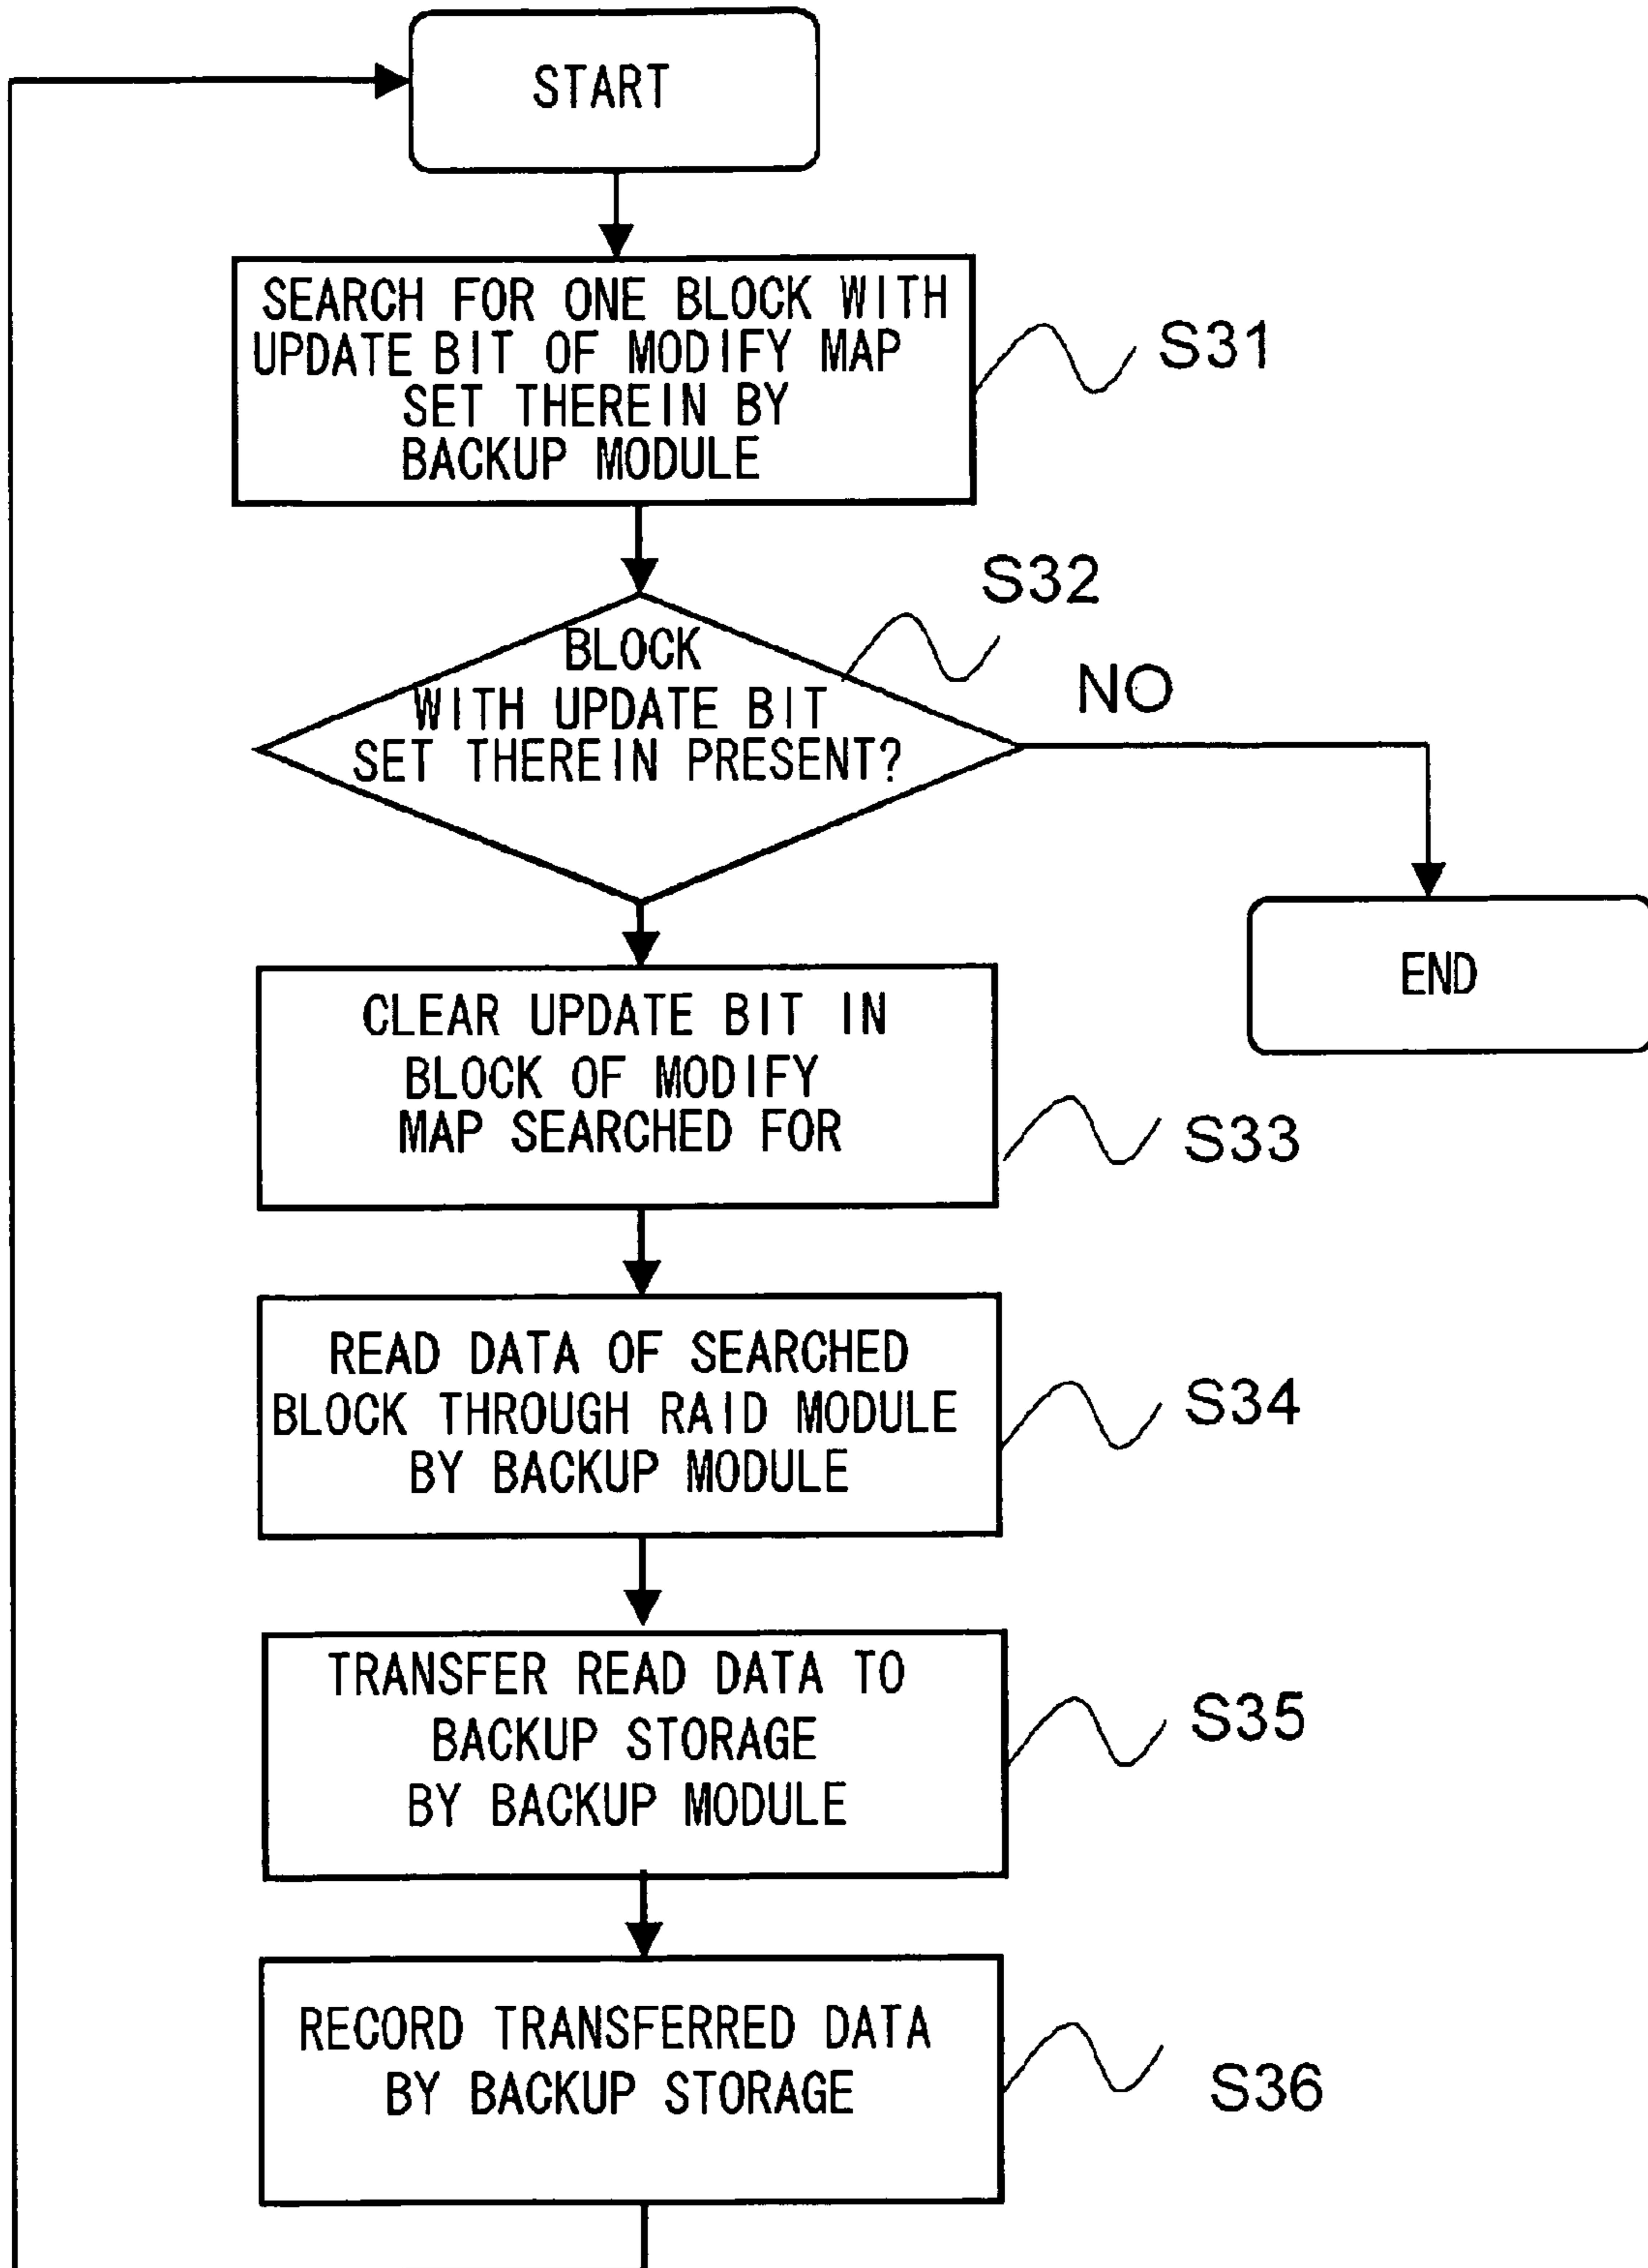 START
SEARCH FOR ONE BLOCK WITH
UPDATE BIT OF MODIFY MAP
SET THEREIN BY
BACKUP MODULE
S31
S32
BLOCK
WITH UPDATE BIT
SET THEREIN PRESENT?
NO
END
CLEAR UPDATE BIT IN
BLOCK OF MODIFY
MAP SEARCHED FOR
S33
READ DATA OF SEARCHED
BLOCK THROUGH RAID MODULE
BY BACKUP MODULE
S34
TRANSFER READ DATA TO
BACKUP STORAGE
BY BACKUP MODULE
S35
RECORD TRANSFERRED DATA
BY BACKUP STORAGE
S36